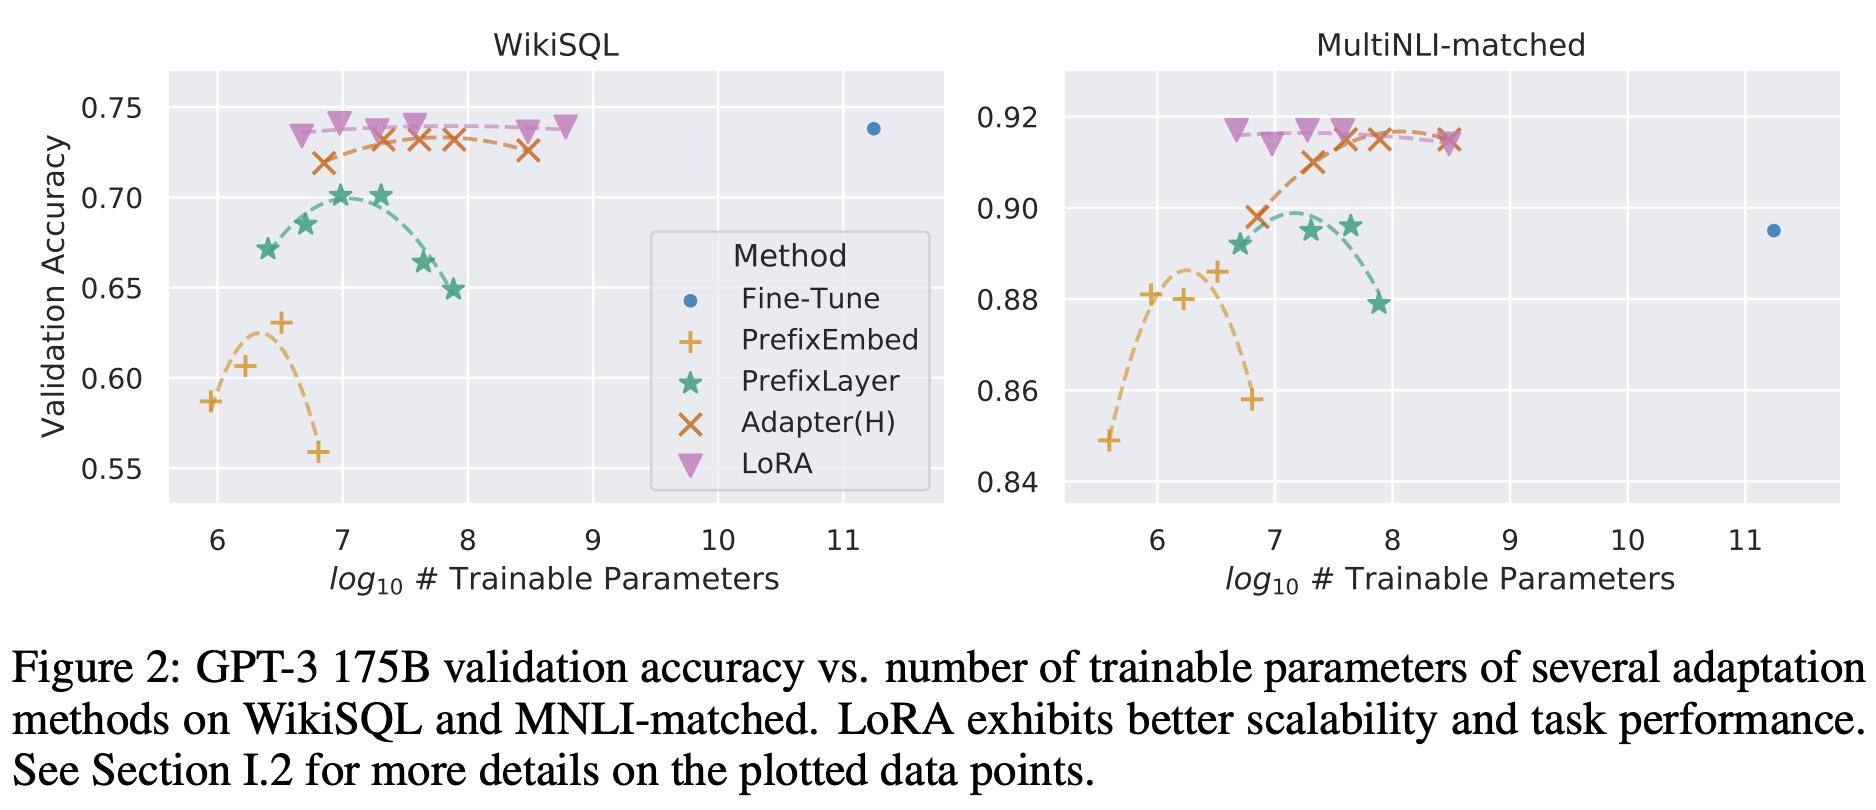 WikiSQL
Validation Accuracy
0.75
0.70
0.65
0.60
0.55
6 7 8 9 10 11
log₁₀ # Trainable Parameters
Method
Fine-Tune
PrefixEmbed
PrefixLayer
Adapter(H)
LoRA
MultiNLI-matched
0.92
0.90
0.88
0.86
0.84
6 7 8 9 10 11
log₁₀ # Trainable Parameters
Figure 2: GPT-3 175B validation accuracy vs. number of trainable parameters of several adaptation
methods on WikiSQL and MNLI-matched. LoRA exhibits better scalability and task performance.
See Section I.2 for more details on the plotted data points.